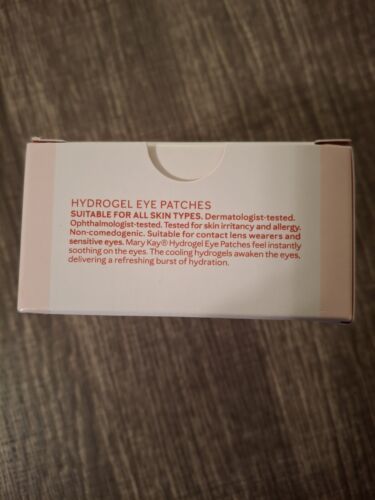 HYDROGEL EYE PATCHES
SUITABLE FOR ALL SKIN TYPES. Dermatologist-tested.
Ophthalmologist-tested. Tested for skin irritancy and allergy.
Non-comedogenic. Suitable for contact lens wearers and
sensitive eyes. Mary Kay® Hydrogel Eye Patches feel instantly
soothing on the eyes. The cooling hydrogels awaken the eyes,
delivering a refreshing burst of hydration.